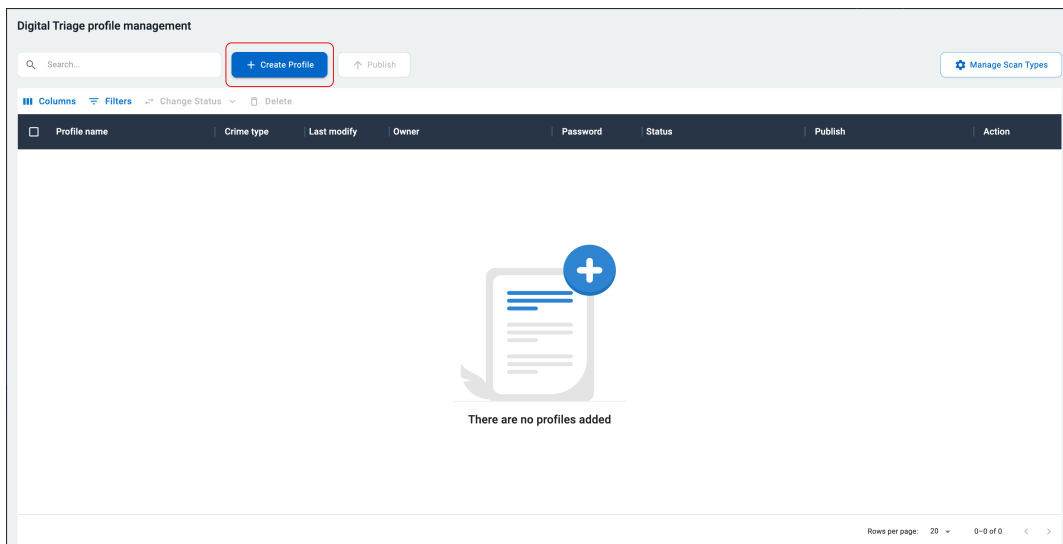 Digital Triage profile management
Search... + Create Profile Publish Manage Scan Types
Columns Filters Change Status Delete
Profile name Crime type Last modify Owner Password Status Publish Action
There are no profiles added
Rows per page: 20 0–0 of 0